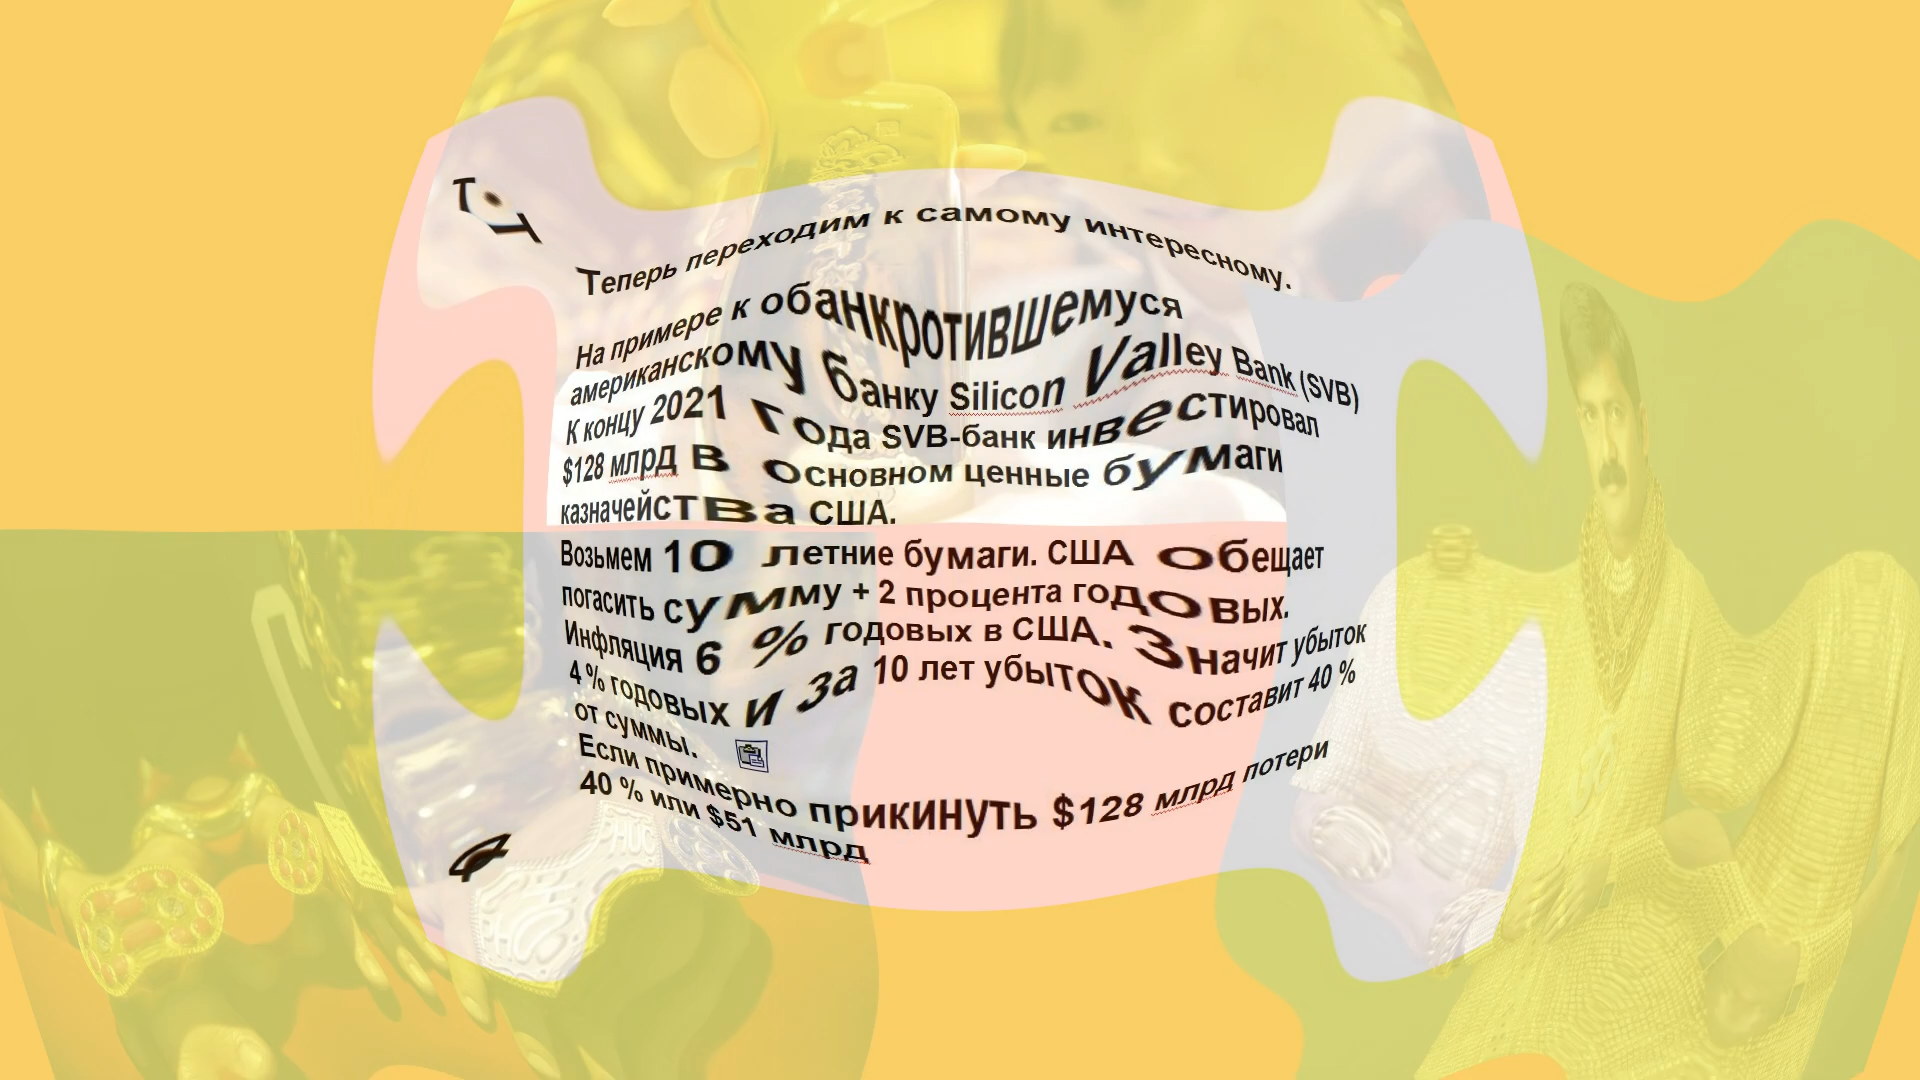 Теперь переходим к самому интересному.
На примере к обанкротившемуся
американскому банку Silicon Valley Bank (SVB)
К концу 2021 года SVB-банк инвестировал
$128 млрд в основном ценные бумаги
казначейства США.
Возьмем 10 летние бумаги. США обещает
погасить сумму + 2 процента годовых.
Инфляция 6 % годовых в США. Значит убыток
4 % годовых и за 10 лет убыток составит 40 %
от суммы.
Если примерно прикинуть $128 млрд потери
40 % или $51 млрд